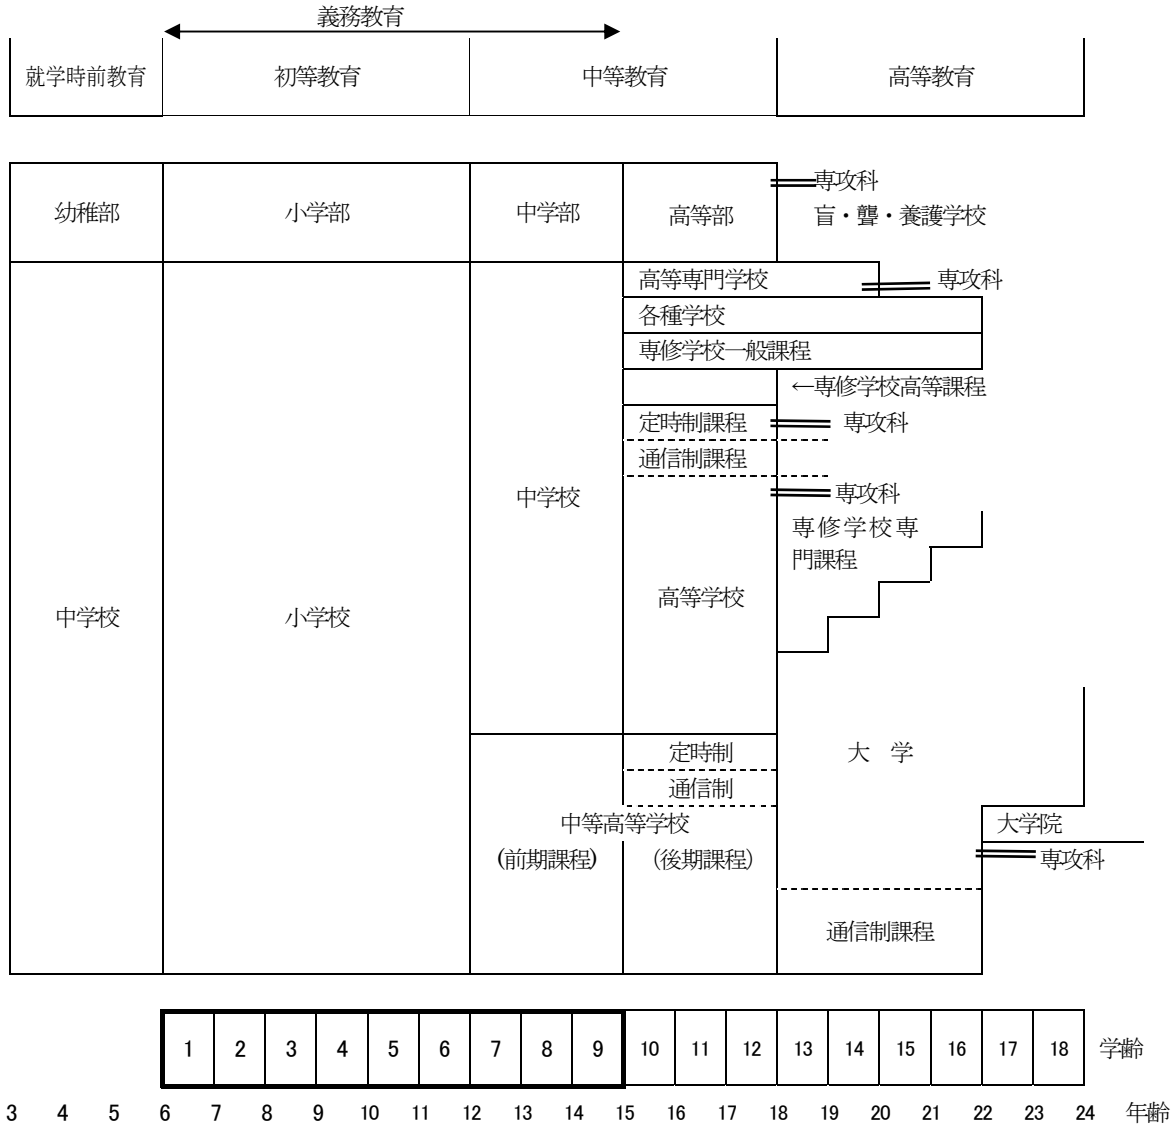 義務教育
就学時前教育 初等教育 中等教育 高等教育
専攻科
幼稚部 小学部 中学部 高等部 盲・聾・養護学校
高等専門学校 専攻科
各種学校
専修学校一般課程
←専修学校高等課程
定時制課程 専攻科
通信制課程
中学校 専攻科
専修学校専
門課程
高等学校
中学校 小学校
定時制 大 学
通信制
中等高等学校 大学院
(前期課程) (後期課程) 専攻科
通信制課程
1 2 3 4 5 6 7 8 9 10 11 12 13 14 15 16 17 18 学齢
3 4 5 6 7 8 9 10 11 12 13 14 15 16 17 18 19 20 21 22 23 24 年齢